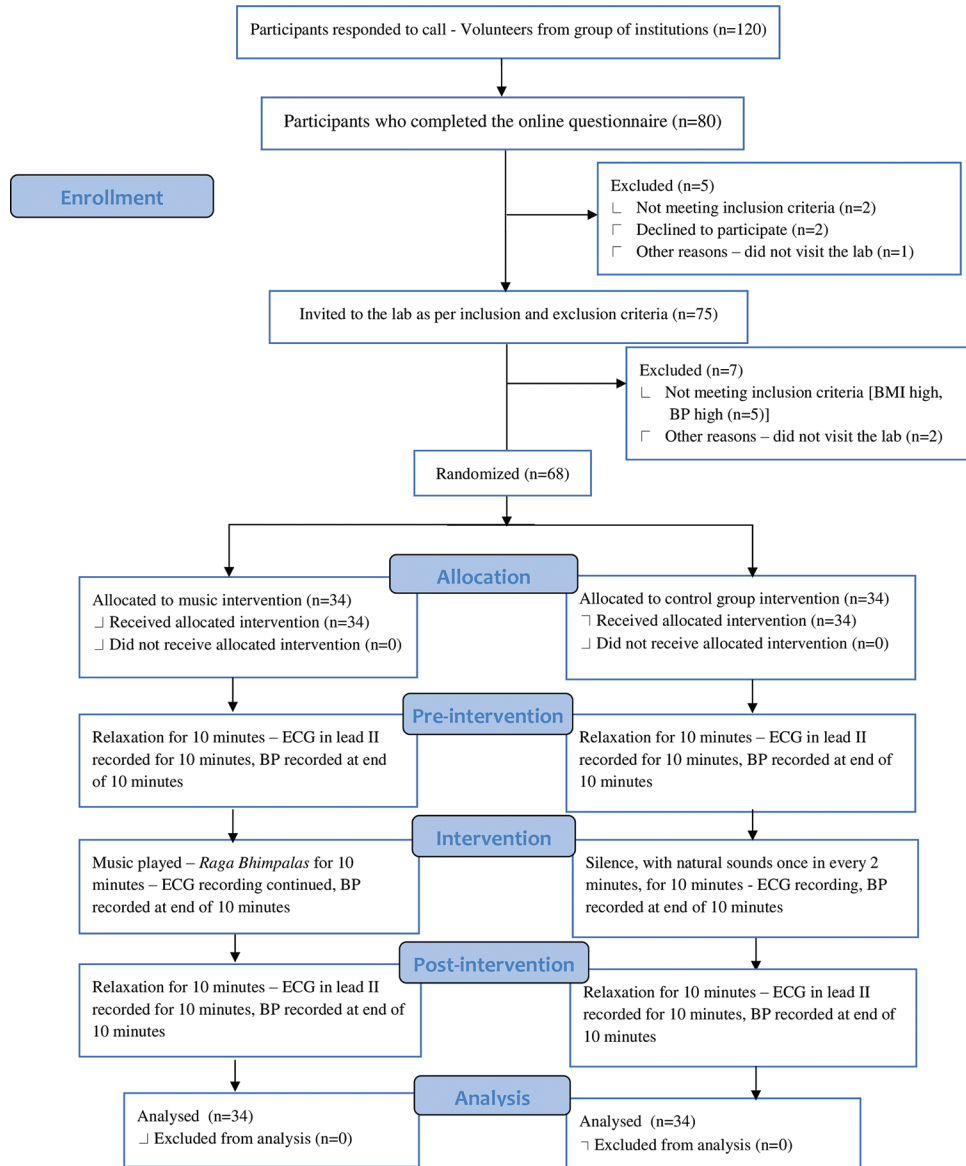 Participants responded to call - Volunteers from group of institutions (n=120)
Participants who completed the online questionnaire (n=80)
Enrollment
Excluded (n=5)
Not meeting inclusion criteria (n=2)
Declined to participate (n=2)
Other reasons – did not visit the lab (n=1)
Invited to the lab as per inclusion and exclusion criteria (n=75)
Excluded (n=7)
Not meeting inclusion criteria [BMI high,
BP high (n=5)]
Other reasons – did not visit the lab (n=2)
Randomized (n=68)
Allocation
Allocated to music intervention (n=34)
Received allocated intervention (n=34)
Did not receive allocated intervention (n=0)
Allocated to control group intervention (n=34)
Received allocated intervention (n=34)
Did not receive allocated intervention (n=0)
Pre-intervention
Relaxation for 10 minutes – ECG in lead II
recorded for 10 minutes, BP recorded at end
of 10 minutes
Relaxation for 10 minutes – ECG in lead II
recorded for 10 minutes, BP recorded at end of
10 minutes
Intervention
Music played – Raga Bhimpalas for 10
minutes – ECG recording continued, BP
recorded at end of 10 minutes
Silence, with natural sounds once in every 2
minutes, for 10 minutes - ECG recording, BP
recorded at end of 10 minutes
Post-intervention
Relaxation for 10 minutes – ECG in lead II
recorded for 10 minutes, BP recorded at end of
10 minutes
Relaxation for 10 minutes – ECG in lead II
recorded for 10 minutes, BP recorded at end of
10 minutes
Analysis
Analysed (n=34)
Excluded from analysis (n=0)
Analysed (n=34)
Excluded from analysis (n=0)